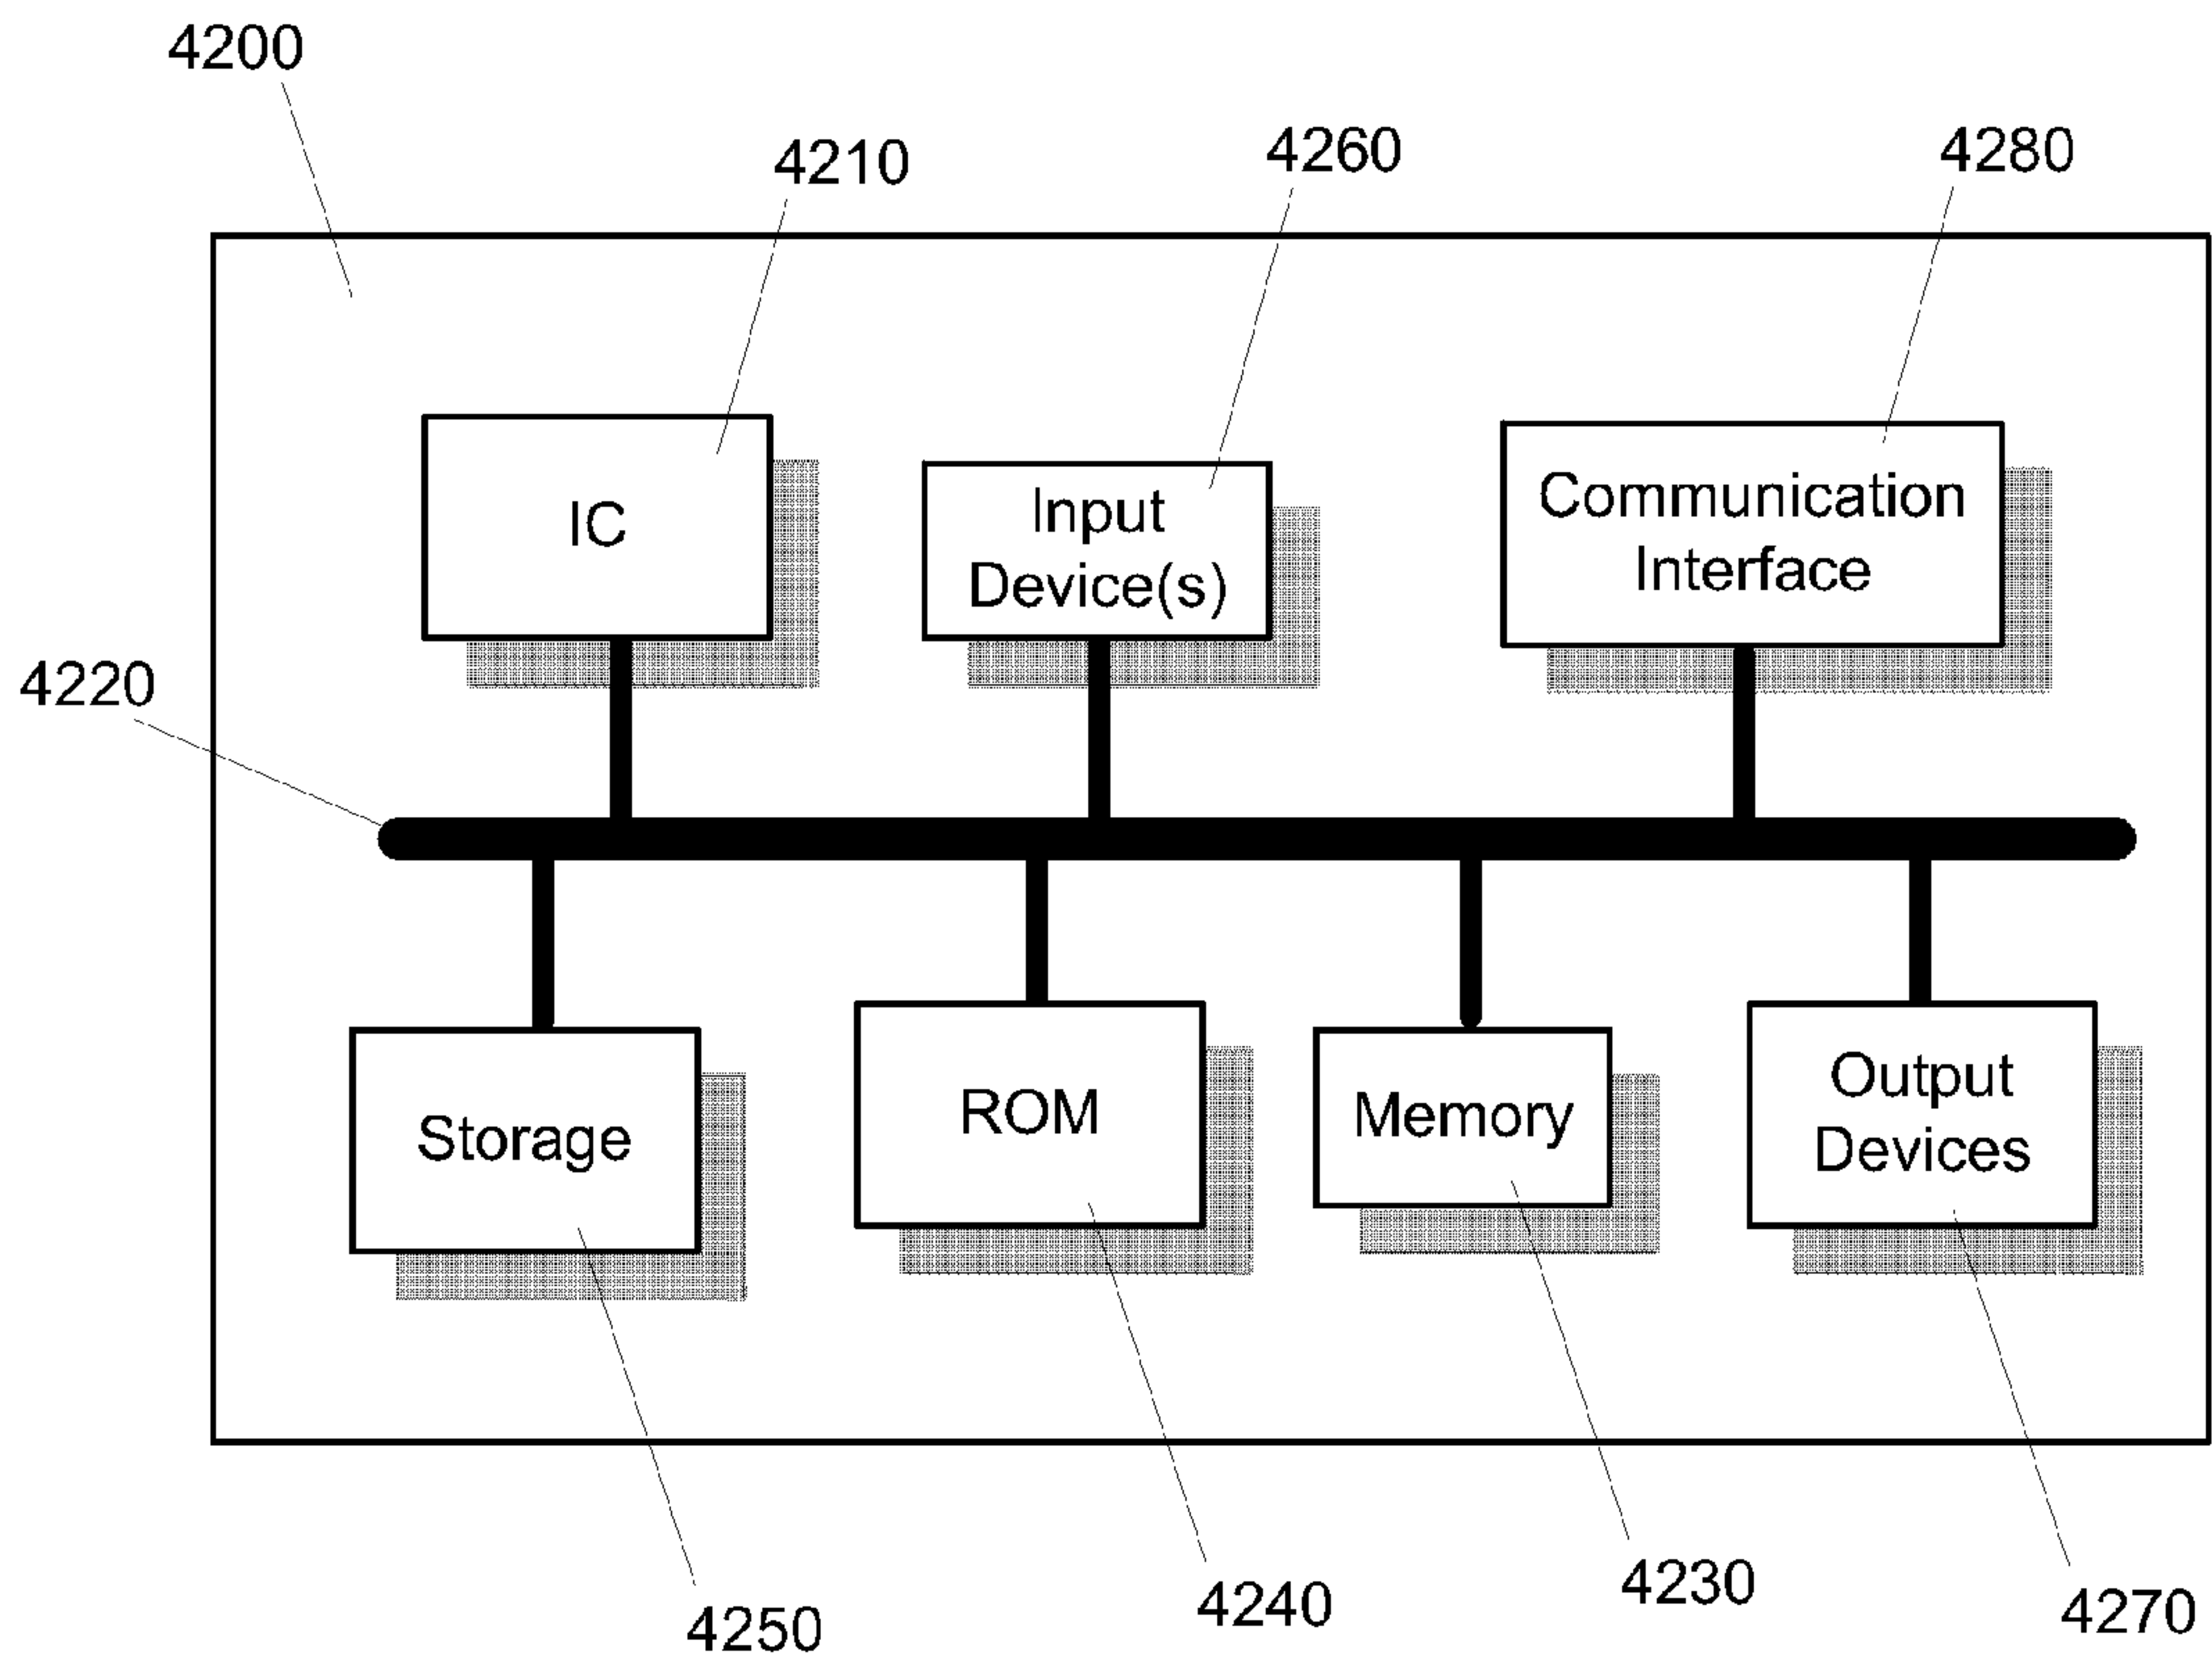 4200
4210
4260
4280
IC
Input
Device(s)
Communication
Interface
4220
Storage
ROM
Memory
Output
Devices
4250
4240
4230
4270